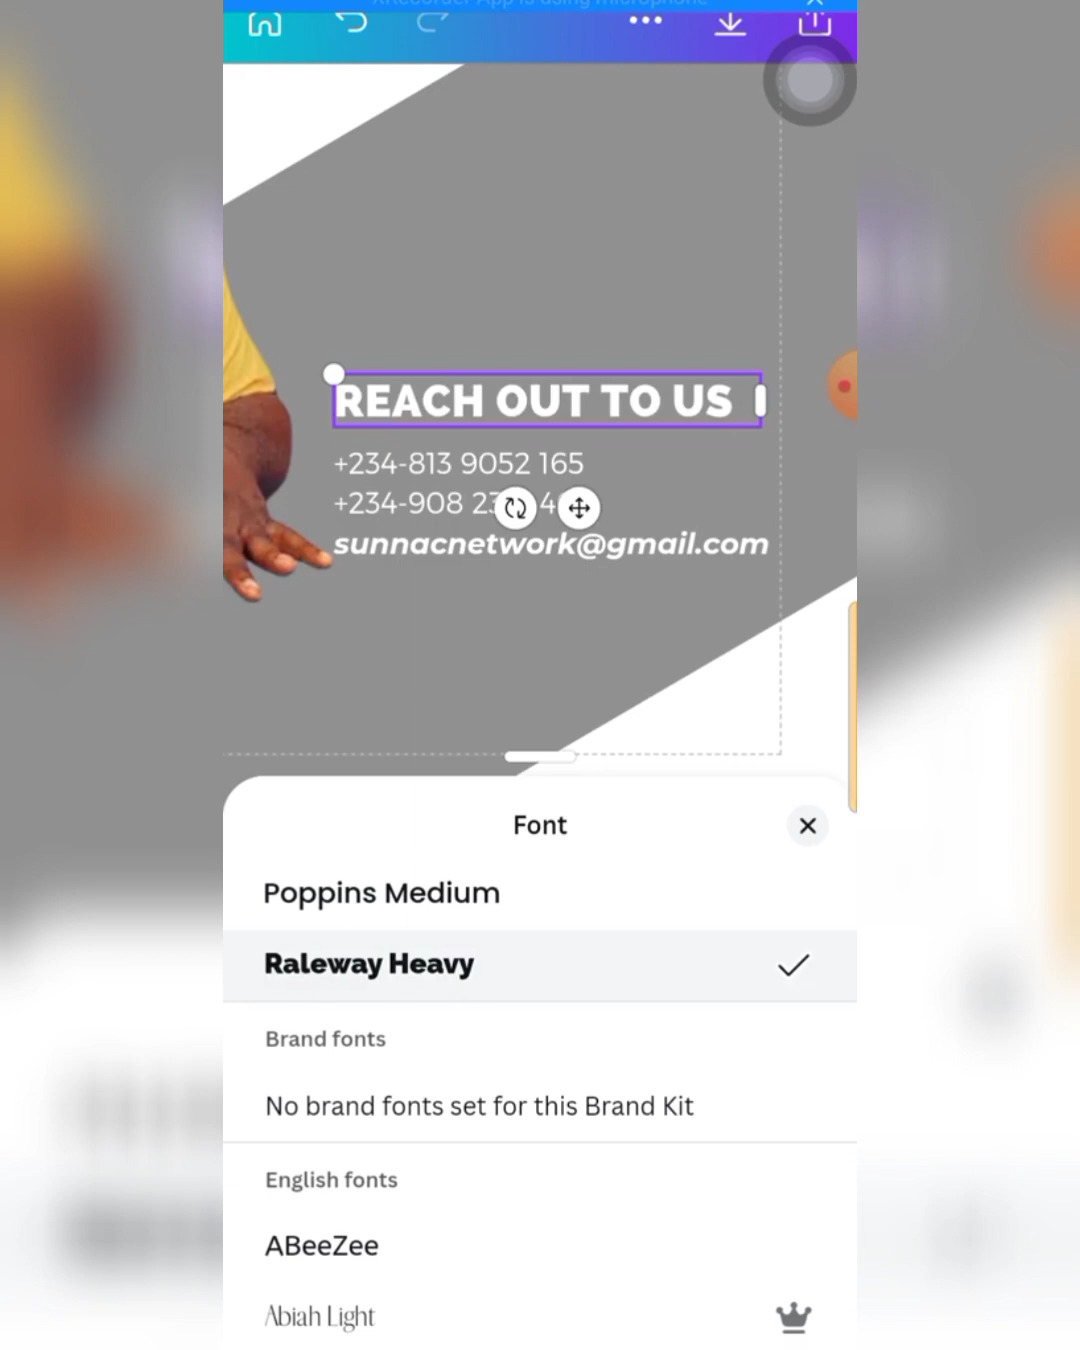 REACH OUT TO US
+234-813 9052 165
+234-908
sunnacnetwork@gmail.com
Font
Poppins Medium
Raleway Heavy
Brand fonts
No brand fonts set for this Brand Kit
English fonts
ABeeZee
Abiah Light